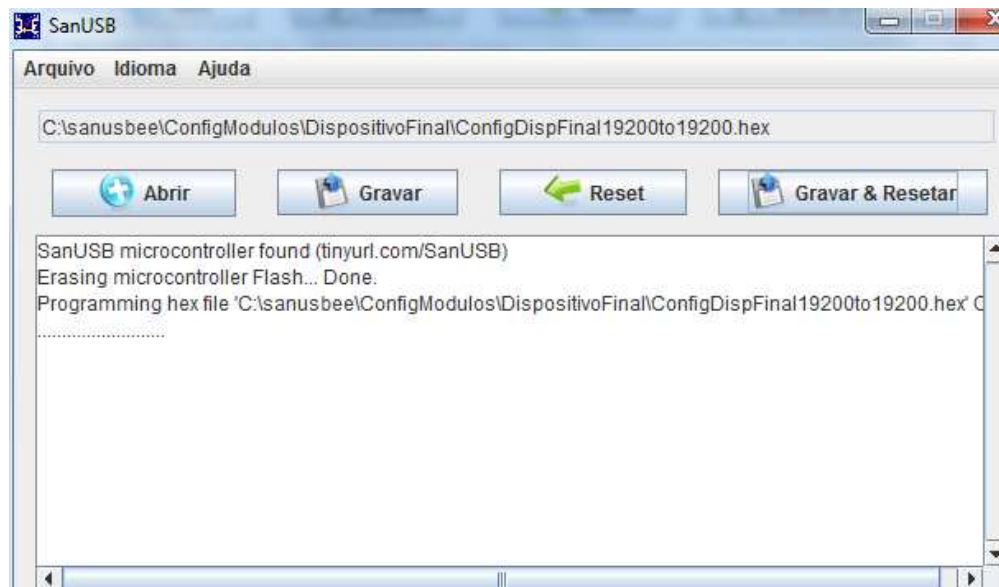 SanUSB
Arquivo Idioma Ajuda
C:\sanusbee\ConfigModulos\DispositivoFinal\ConfigDispFinal19200to19200.hex
Abrir Gravar Reset Gravar & Resetar
SanUSB microcontroller found (tinyurl.com/SanUSB)
Erasing microcontroller Flash... Done.
Programming hex file 'C:\sanusbee\ConfigModulos\DispositivoFinal\ConfigDispFinal19200to19200.hex'
..........................